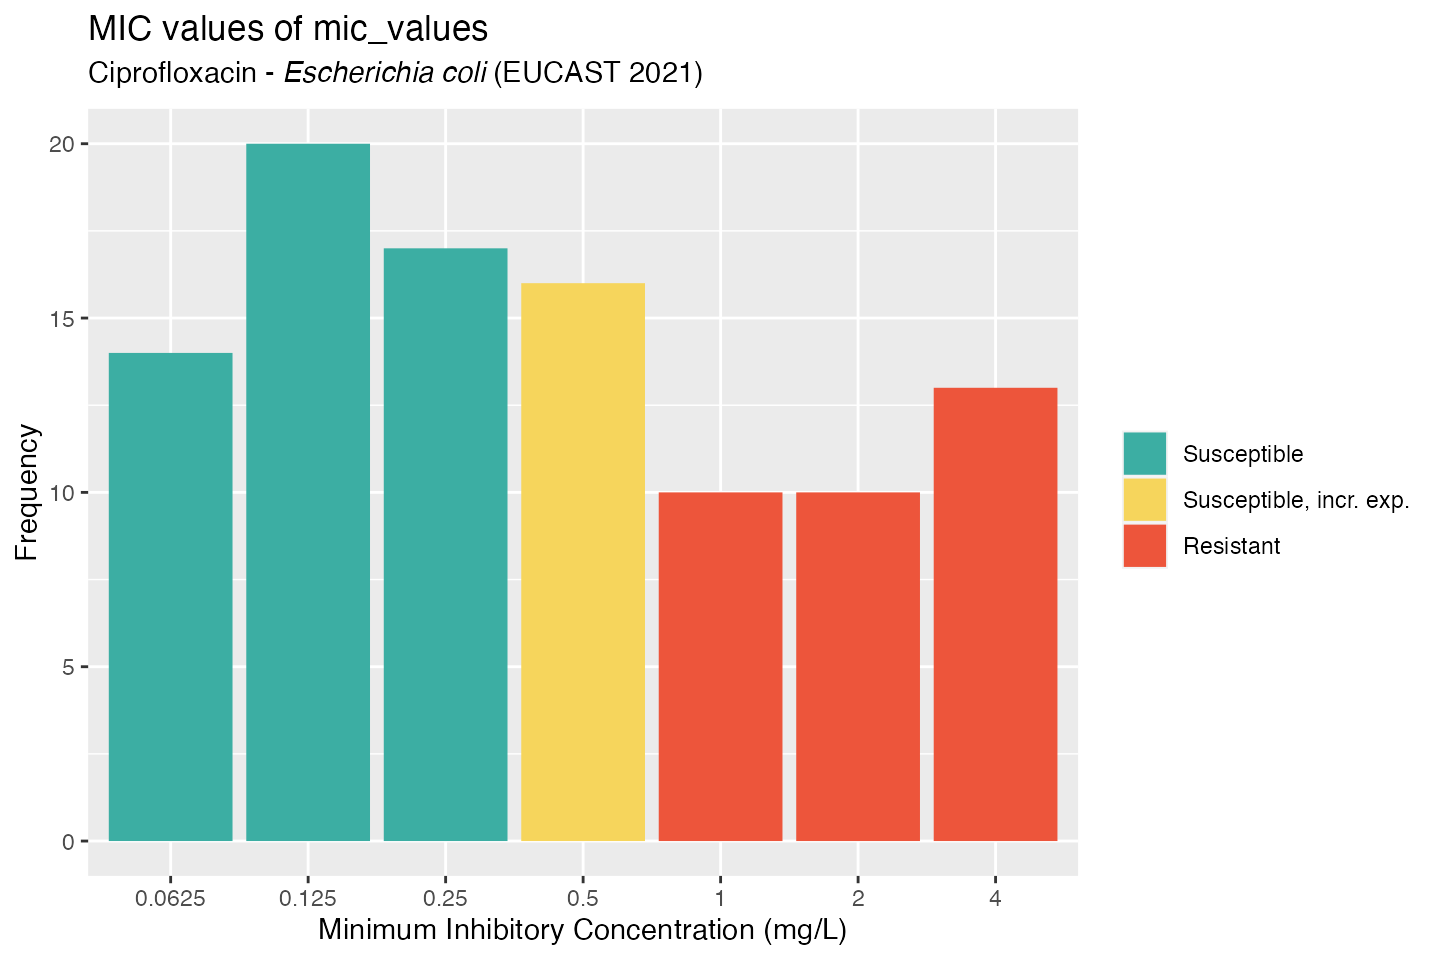 MIC values of mic_values
Ciprofloxacin - Escherichia coli (EUCAST 2021)
20
15
10
5
0
Frequency
0.0625 0.125 0.25 0.5 1 2 4
Minimum Inhibitory Concentration (mg/L)
Susceptible
Susceptible, incr. exp.
Resistant